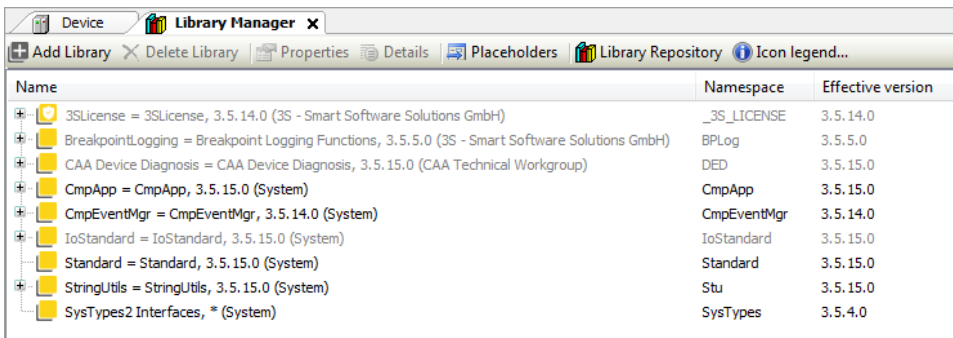 Device Library Manager x
Add Library Delete Library Properties Details Placeholders Library Repository Icon legend...
Name Namespace Effective version
3SLicense = 3SLicense, 3.5.14.0 (3S - Smart Software Solutions GmbH) _3S_LICENSE 3.5.14.0
BreakpointLogging = Breakpoint Logging Functions, 3.5.5.0 (3S - Smart Software Solutions GmbH) BPLog 3.5.5.0
CAA Device Diagnosis = CAA Device Diagnosis, 3.5.15.0 (CAA Technical Workgroup) DED 3.5.15.0
CmpApp = CmpApp, 3.5.15.0 (System) CmpApp 3.5.15.0
CmpEventMgr = CmpEventMgr, 3.5.14.0 (System) CmpEventMgr 3.5.14.0
IoStandard = IoStandard, 3.5.15.0 (System) IoStandard 3.5.15.0
Standard = Standard, 3.5.15.0 (System) Standard 3.5.15.0
StringUtils = StringUtils, 3.5.15.0 (System) Stu 3.5.15.0
SysTypes2 Interfaces, * (System) SysTypes 3.5.4.0